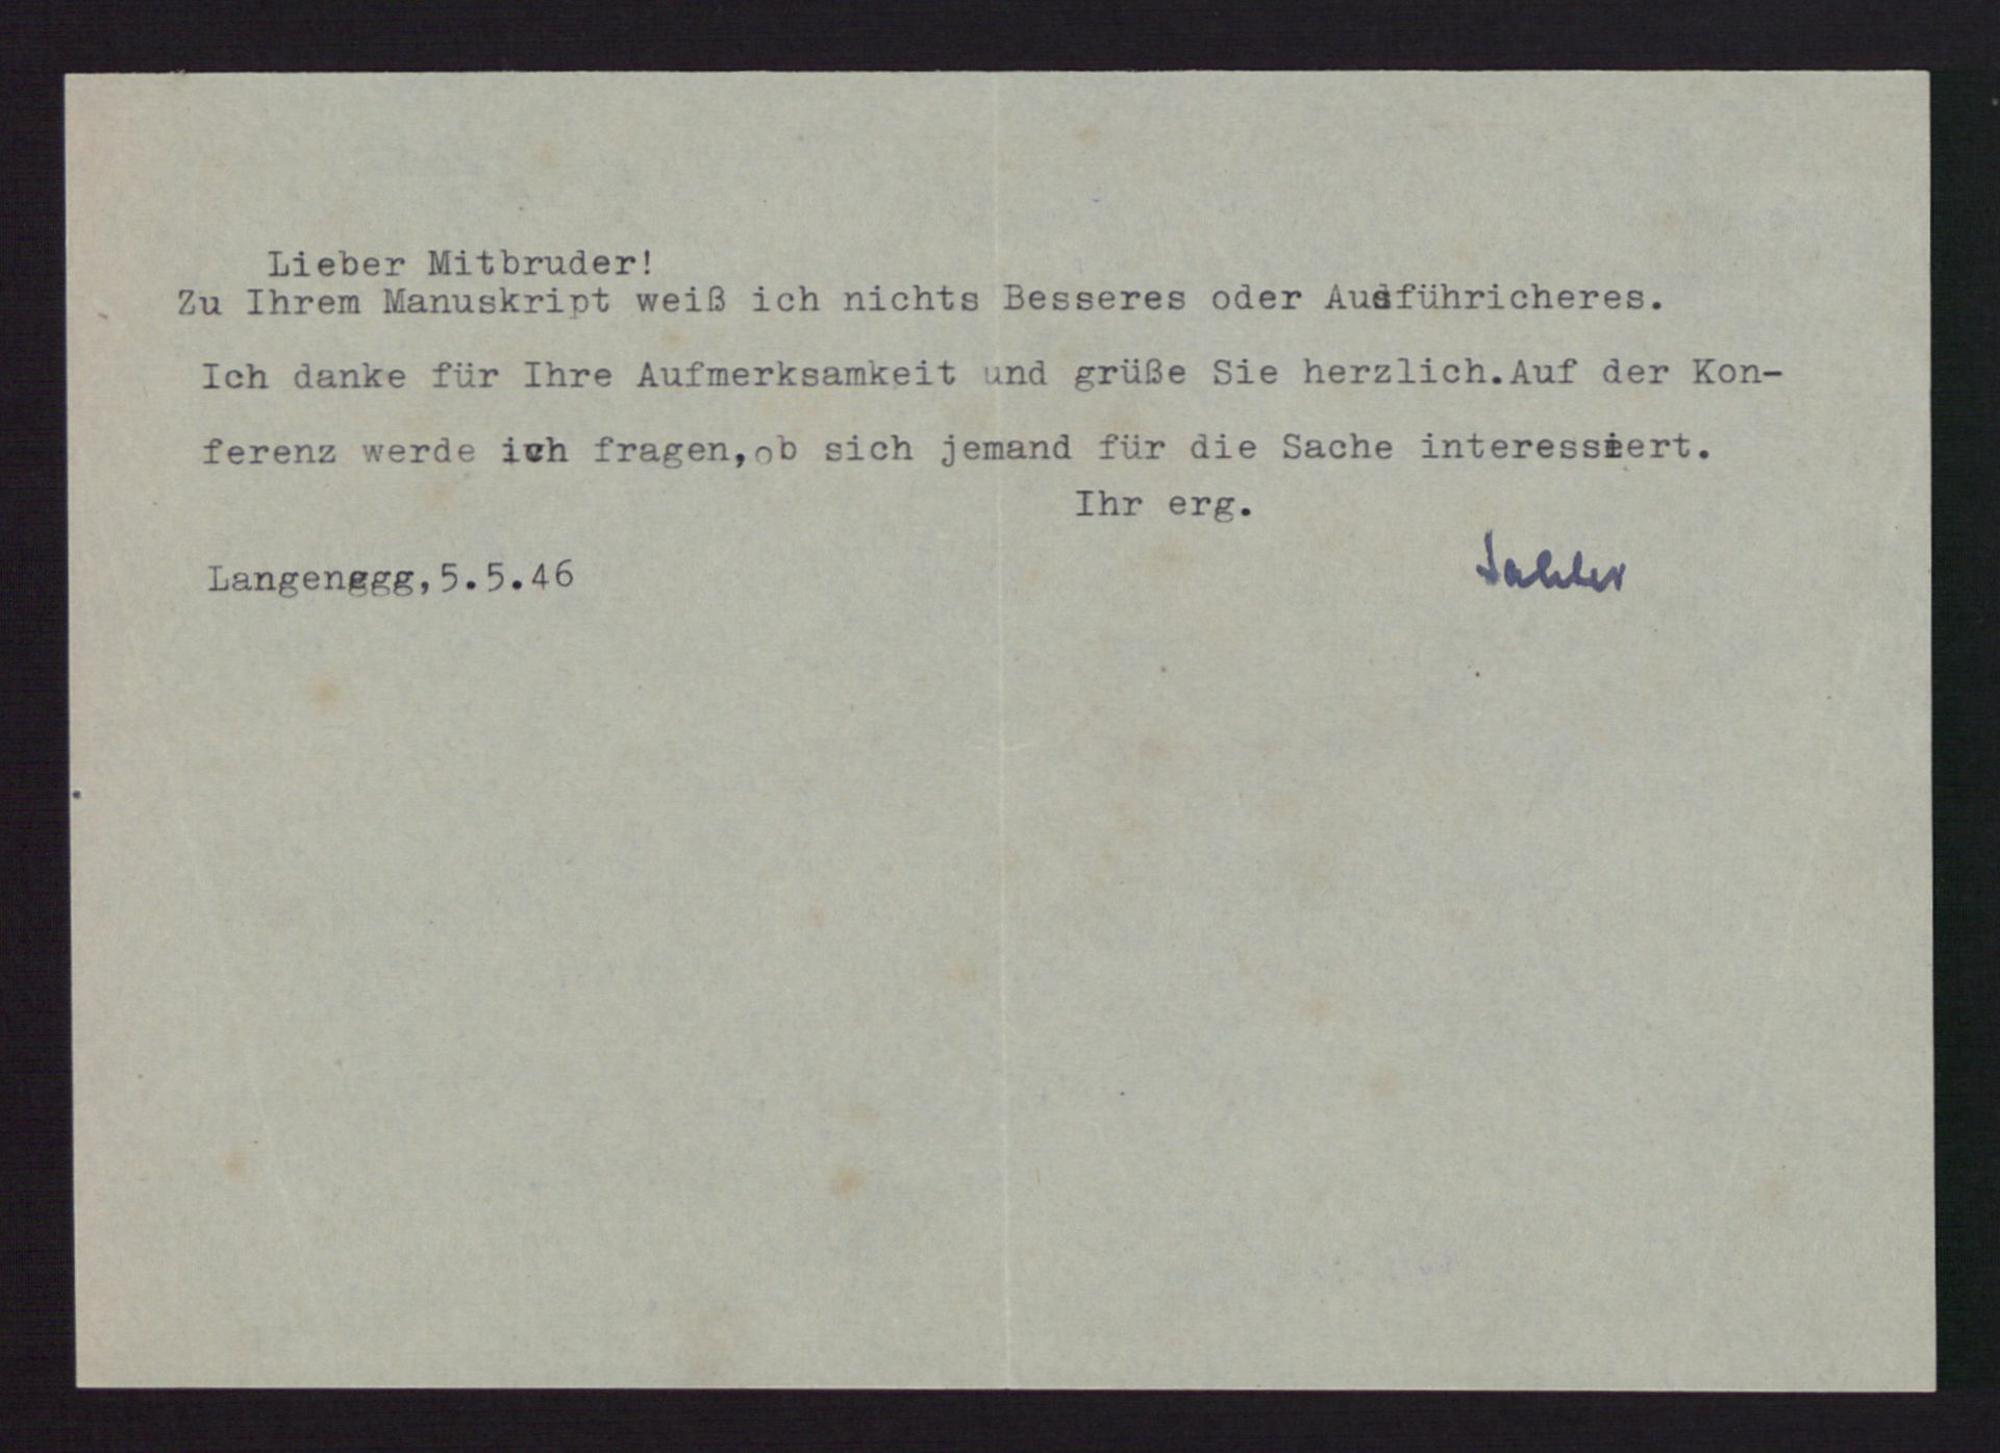 Lieber Mitbruder!
Zu Ihrem Manuskript weiß ich nichts Besseres oder Ausführicheres.
Ich danke für Ihre Aufmerksamkeit und grüße Sie herzlich.Auf der Kon-
ferenz werde ich fragen,ob sich jemand für die Sache interessiert.
Ihr erg.
Langenegg,5.5.46